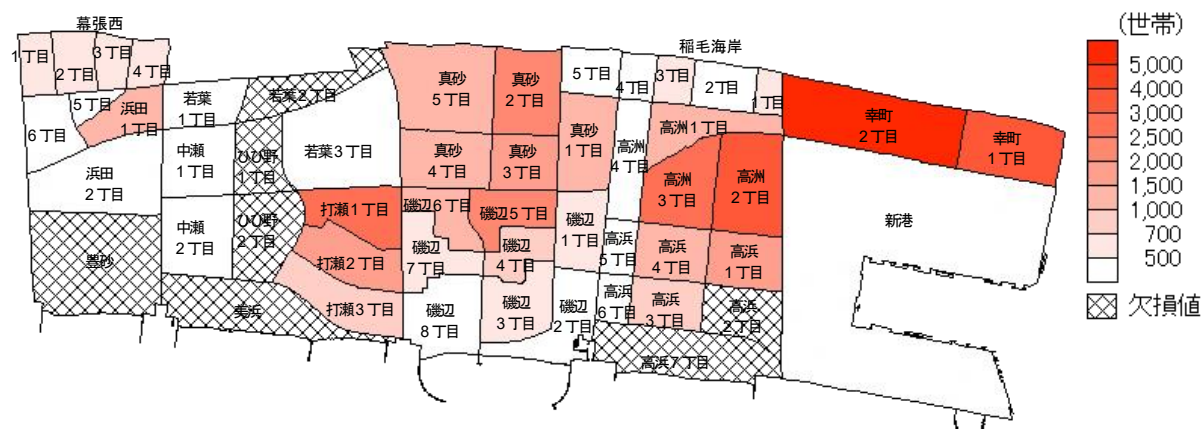 幕張西
1丁目
2丁目
3丁目
4丁目
5丁目
6丁目
浜田
1丁目
浜田
2丁目
豊砂
若葉
1丁目
若葉2丁目
若葉3丁目
中瀬
1丁目
中瀬
2丁目
ひび野
1丁目
ひび野
2丁目
美浜
打瀬1丁目
打瀬2丁目
打瀬3丁目
真砂
5丁目
真砂
2丁目
真砂
4丁目
真砂
3丁目
真砂
1丁目
磯辺
6丁目
磯辺5丁目
磯辺
7丁目
磯辺
4丁目
磯辺
1丁目
磯辺
8丁目
磯辺
3丁目
磯辺
2丁目
稲毛海岸
5丁目
4丁目
3丁目
2丁目
1丁目
高洲1丁目
高洲
4丁目
高洲
3丁目
高洲
2丁目
高浜
5丁目
高浜
4丁目
高浜
1丁目
高浜
6丁目
高浜
3丁目
高浜
2丁目
高浜7丁目
幸町
2丁目
幸町
1丁目
新港
(世帯)
5,000
4,000
3,000
2,500
2,000
1,500
1,000
700
500
欠損値